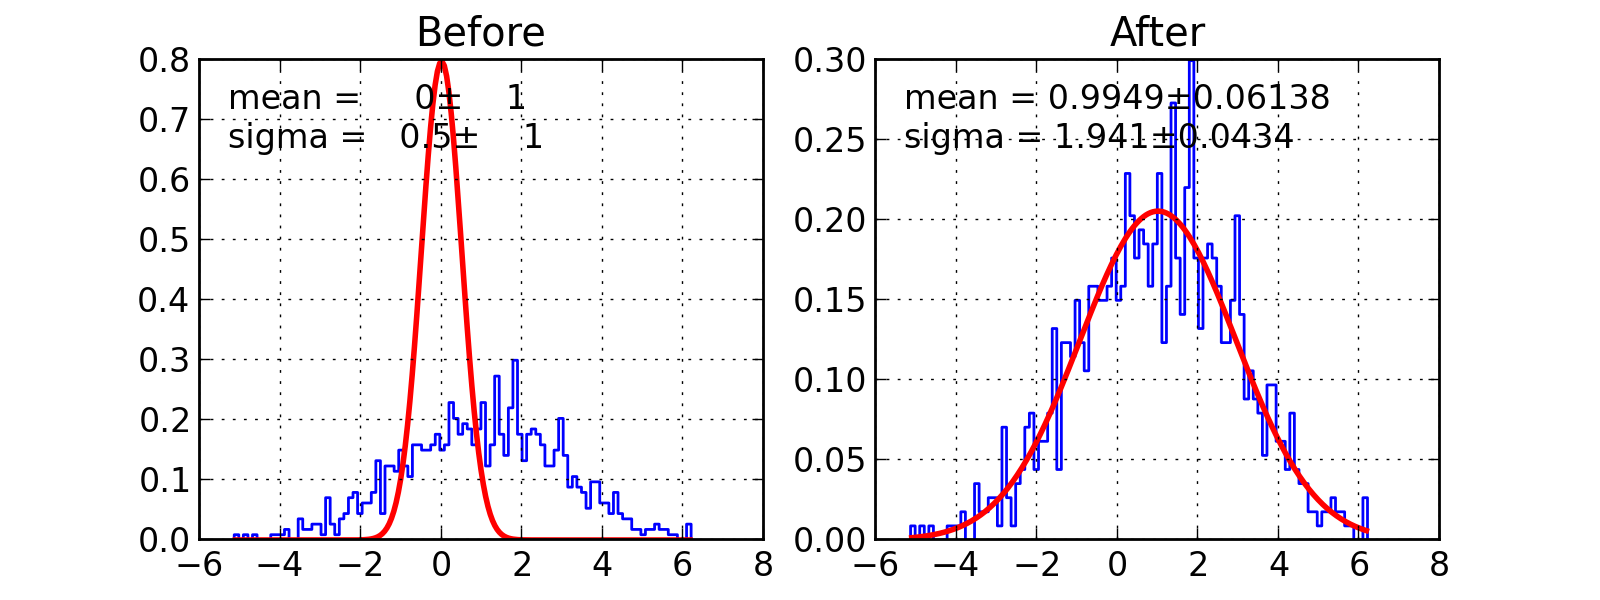 Before
0.8
0.7
0.6
0.5
0.4
0.3
0.2
0.1
0.0
mean = 0± 1
sigma = 0.5± 1
−6 −4 −2 0 2 4 6 8
After
0.30
0.25
0.20
0.15
0.10
0.05
0.00
mean = 0.9949±0.06138
sigma = 1.941±0.0434
−6 −4 −2 0 2 4 6 8